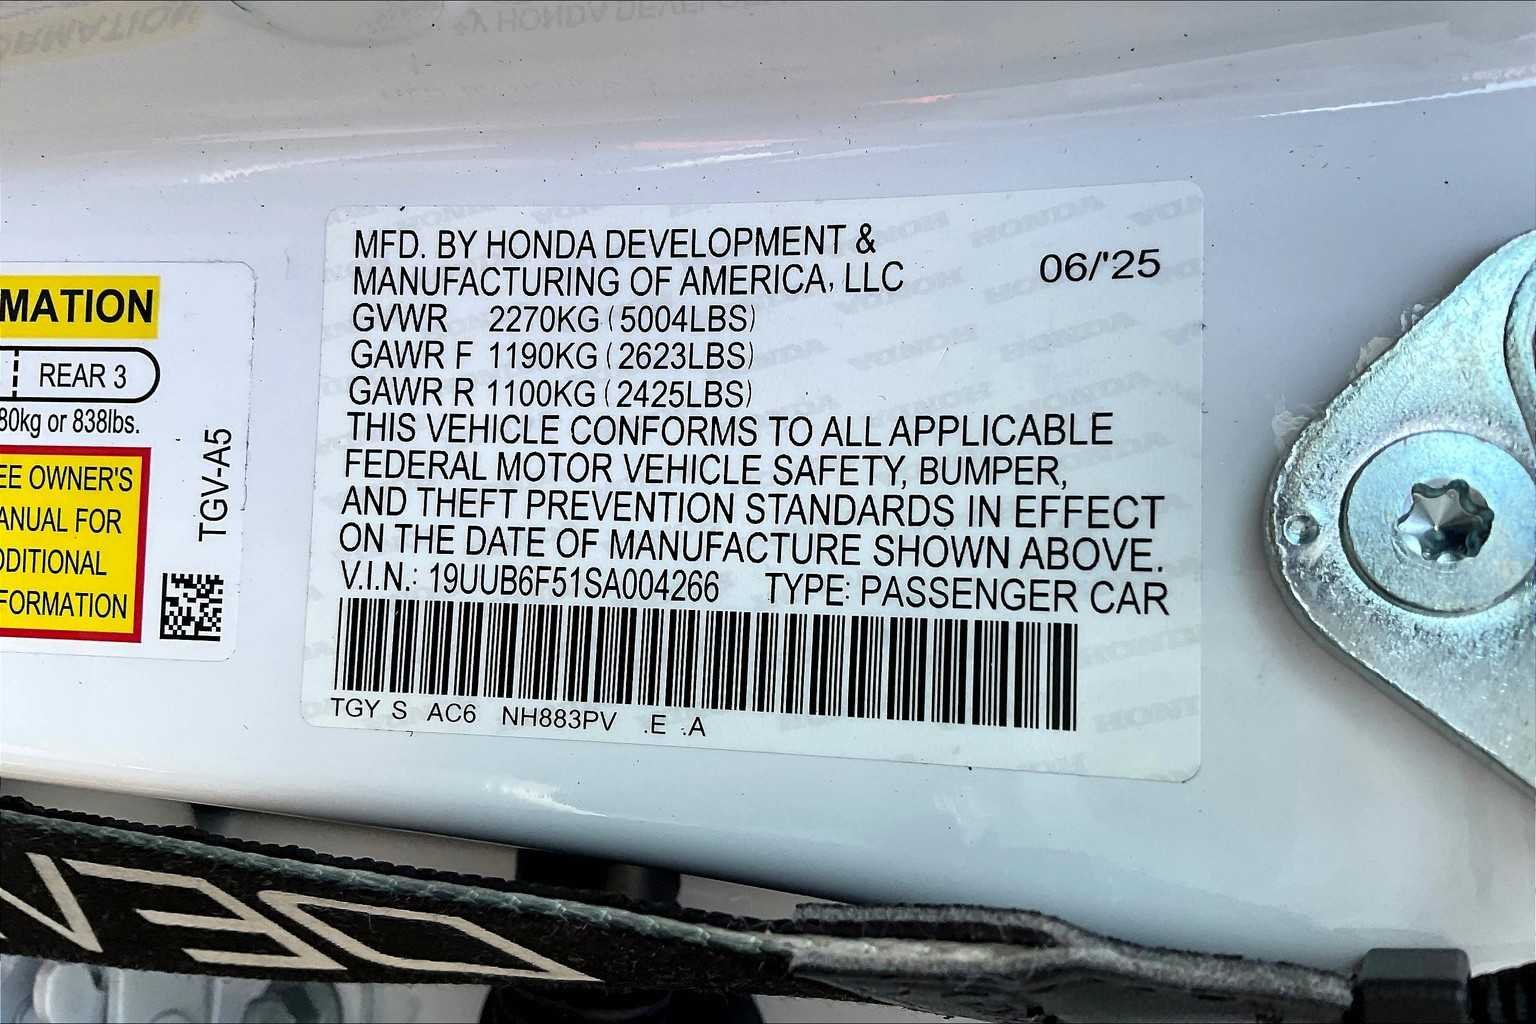 MFD. BY HONDA DEVELOPMENT &
MANUFACTURING OF AMERICA, LLC
06/'25
GVWR 2270KG (5004LBS)
GAWR F 1190KG (2623LBS)
GAWR R 1100KG (2425LBS)
THIS VEHICLE CONFORMS TO ALL APPLICABLE
FEDERAL MOTOR VEHICLE SAFETY, BUMPER,
AND THEFT PREVENTION STANDARDS IN EFFECT
ON THE DATE OF MANUFACTURE SHOWN ABOVE.
V.I.N.: 19UUB6F51SA004266 TYPE: PASSENGER CAR
TGY S AC6 NH883PV .E .A
MATION
REAR 3
80kg or 838lbs.
EE OWNER'S
ANUAL FOR
DDITIONAL
FORMATION
TGV-A5
DEN